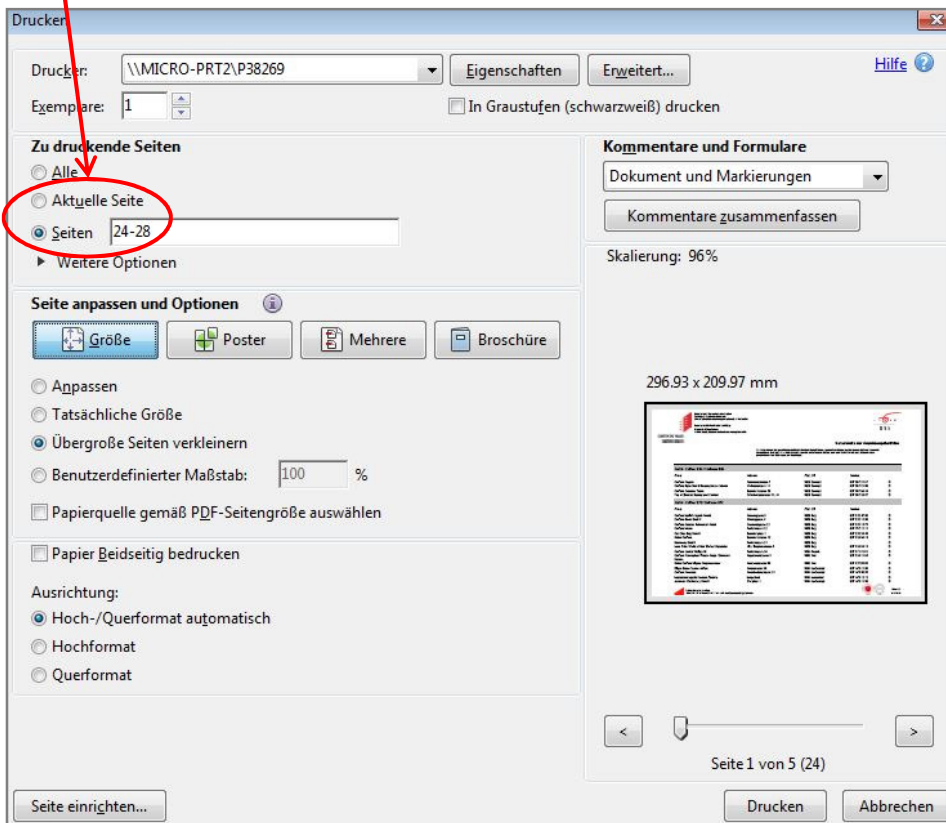 Drucken
Drucker: \\MICRO-PRT2\P38269 Eigenschaften Erweitert... Hilfe
Exemplare: 1 In Graustufen (schwarzweiß) drucken
Zu druckende Seiten
Alle
Aktuelle Seite
Seiten 24-28
Weitere Optionen
Kommentare und Formulare
Dokument und Markierungen
Kommentare zusammenfassen
Skalierung: 96%
Seite anpassen und Optionen
Größe Poster Mehrere Broschüre
Anpassen
Tatsächliche Größe
Übergroße Seiten verkleinern
Benutzerdefinierter Maßstab: 100 %
Papierquelle gemäß PDF-Seitengröße auswählen
Papier Beidseitig bedrucken
Ausrichtung:
Hoch-/Querformat automatisch
Hochformat
Querformat
296.93 x 209.97 mm
< >
Seite 1 von 5 (24)
Seite einrichten... Drucken Abbrechen